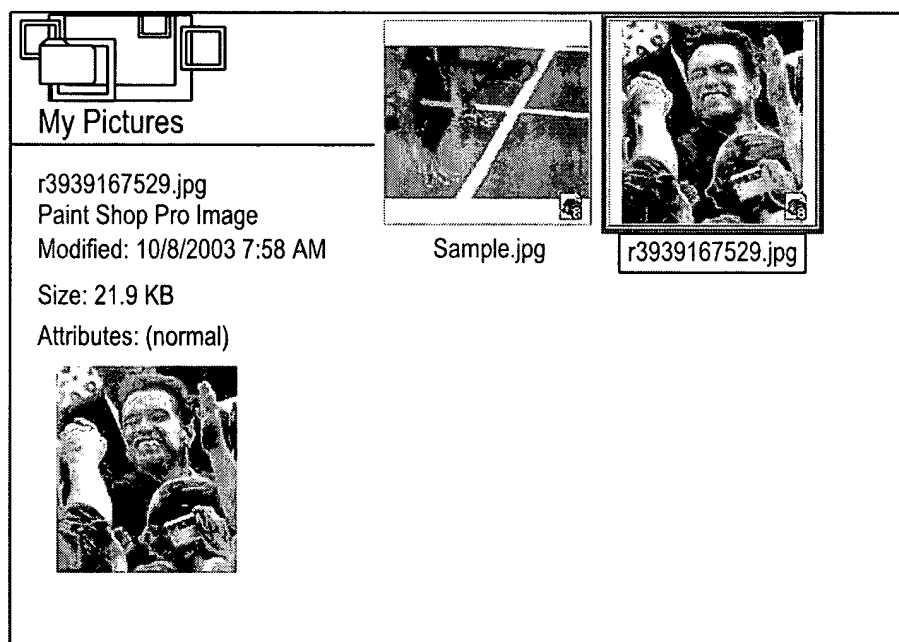 My Pictures
r3939167529.jpg
Paint Shop Pro Image
Modified: 10/8/2003 7:58 AM
Size: 21.9 KB
Attributes: (normal)
Sample.jpg
r3939167529.jpg